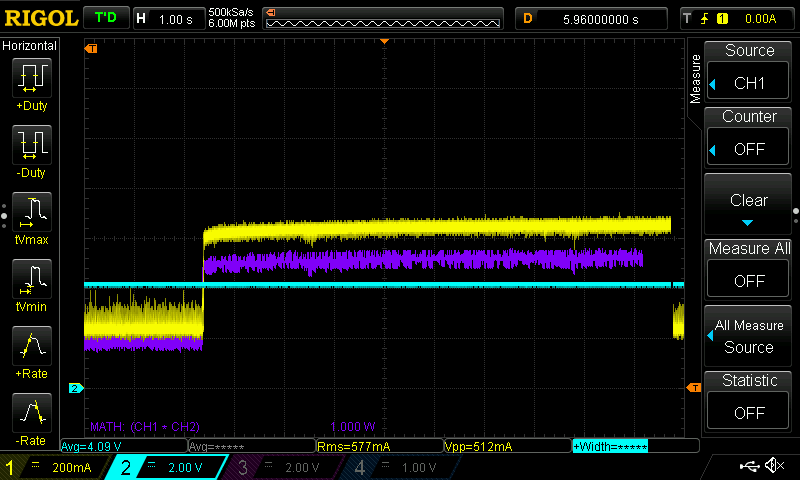 RIGOL T'D H 1.00 s 500kSa/s 6.00M pts D 5.96000000 s T 1 0.00A
Horizontal
+Duty
-Duty
tVmax
tVmin
+Rate
-Rate
T
T
2
Measure
Source
CH1
Counter
OFF
Clear
Measure All
OFF
All Measure
Source
Statistic
OFF
MATH: (CH1 * CH2) 1.000 W
Avg=4.09 V Avg=***** Rms=577mA Vpp=512mA +Width=*****
1 200mA 2 2.00 V 3 2.00 V 4 1.00 V